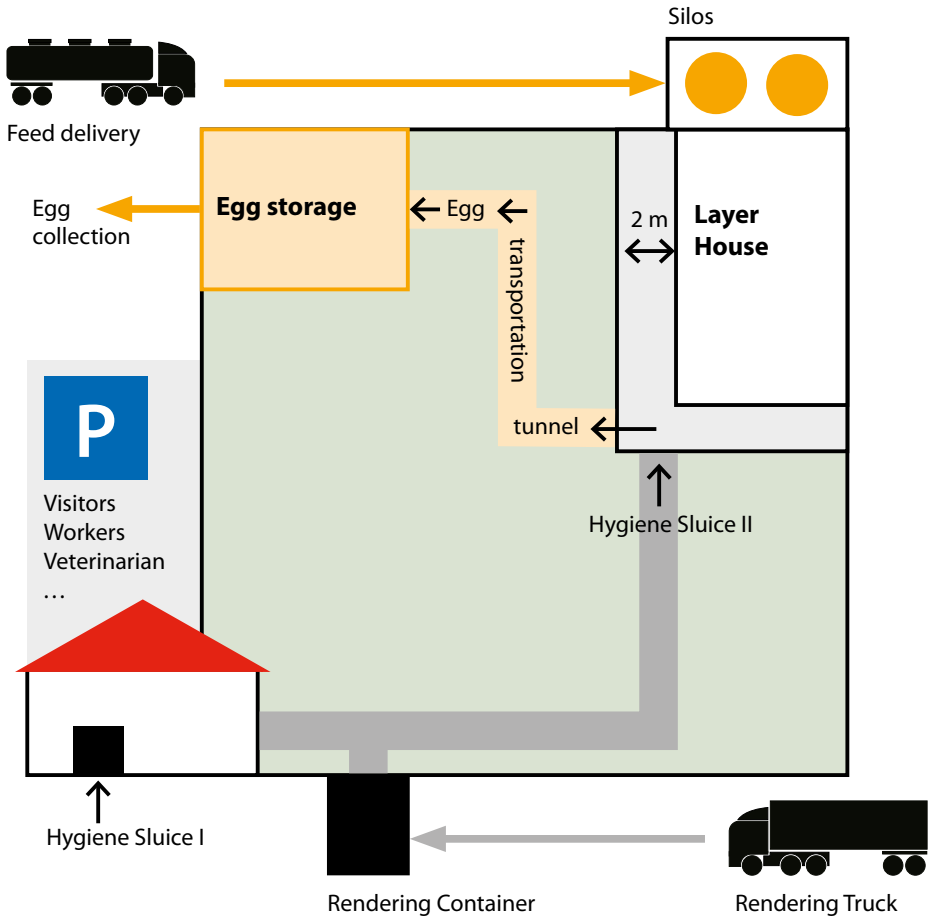 Silos
Feed delivery
Egg
collection
Egg storage
Egg
transportation
tunnel
2 m
Layer
House
P
Visitors
Workers
Veterinarian
…
Hygiene Sluice II
Hygiene Sluice I
Rendering Container
Rendering Truck